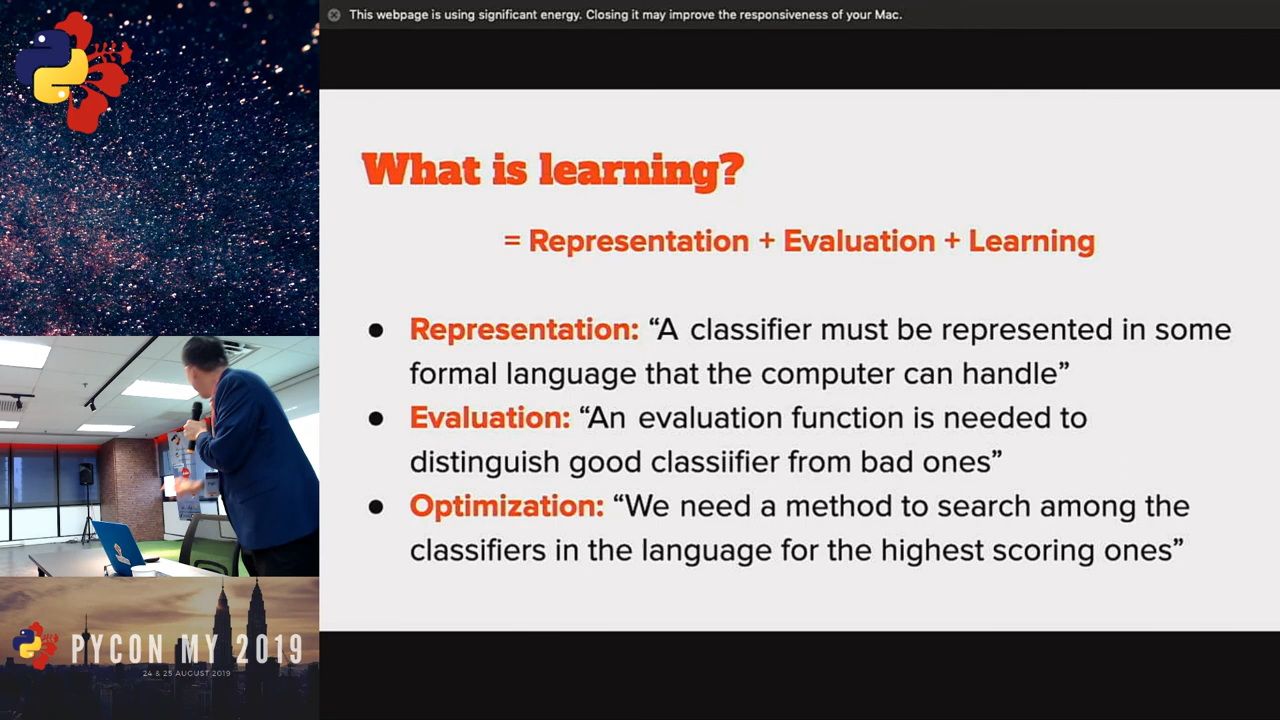 This webpage is using significant energy. Closing it may improve the responsiveness of your Mac.
What is learning?
= Representation + Evaluation + Learning
● Representation: “A classifier must be represented in some
formal language that the computer can handle”
● Evaluation: “An evaluation function is needed to
distinguish good classiifier from bad ones”
● Optimization: “We need a method to search among the
classifiers in the language for the highest scoring ones”
PYCON MY 2019
24 & 25 AUGUST 2019